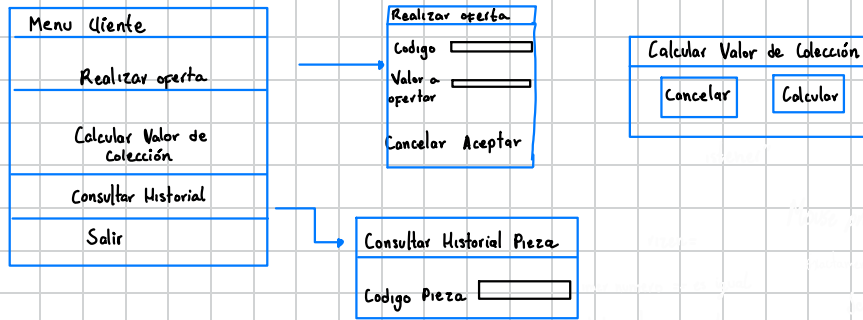 Menu Cliente
Realizar oferta
Calcular Valor de
Colección
Consultar Historial
Salir
Realizar oferta
Codigo
Valor a
ofertar
Cancelar Aceptar
Consultar Historial Pieza
Codigo Pieza
Calcular Valor de Colección
Cancelar
Calcular